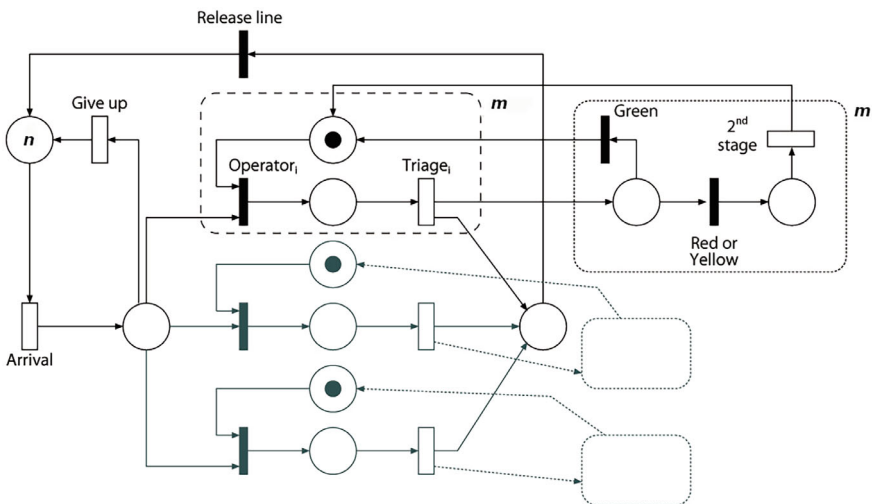 Release line
Give up
n
m
Operatori
Triagei
Green
2nd
stage
m
Red or
Yellow
Arrival